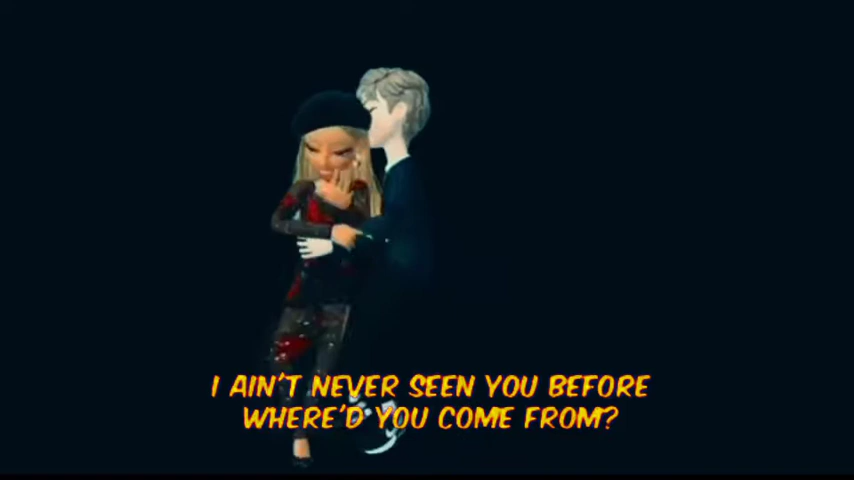 I AIN'T NEVER SEEN YOU BEFORE
WHERE'D YOU COME FROM?